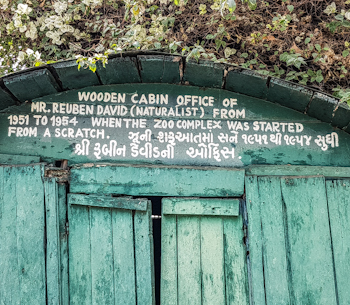 WOODEN CABIN OFFICE OF
MR. REUBEN DAVID (NATURALIST) FROM
1951 TO 1954 WHEN THE ZOO COMPLEX WAS STARTED
FROM A SCRATCH. ઝૂની શરૂઆતમાં સને ૧૯૫૧ થી ૧૯૫૪ સુધી
શ્રી રૂબીન ડેવીડની ઓફિસ